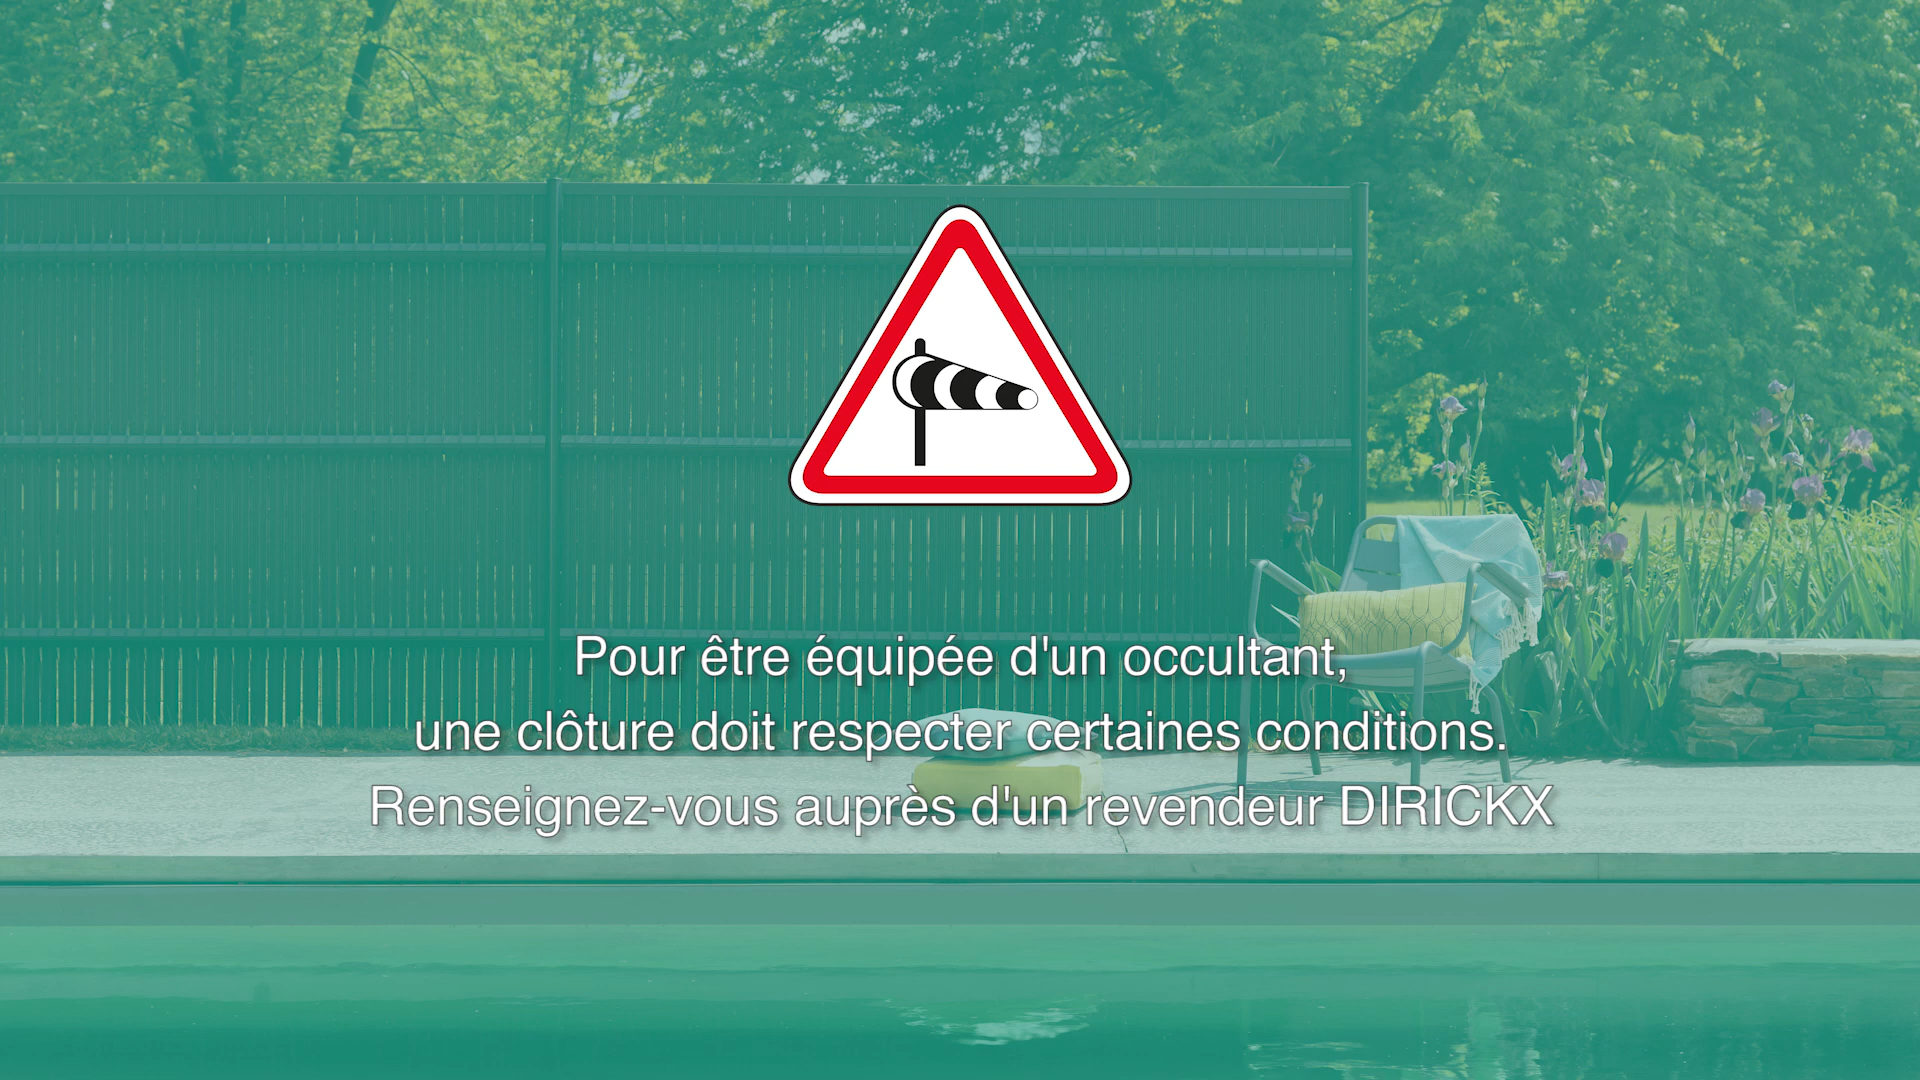 Pour être équipée d'un occultant,
une clôture doit respecter certaines conditions.
Renseignez-vous auprès d'un revendeur DIRICKX